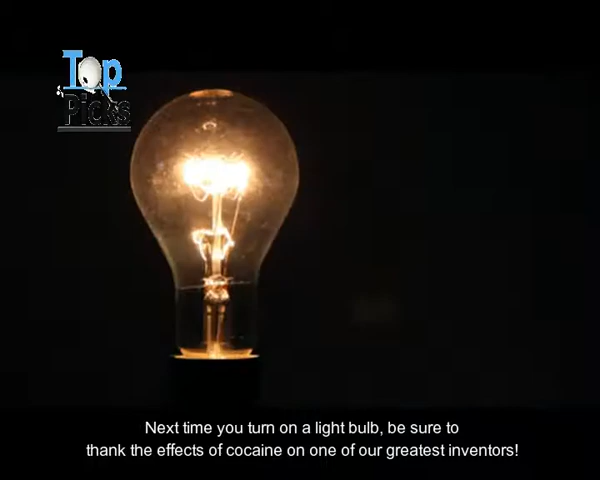 Top
Picks
Next time you turn on a light bulb, be sure to
thank the effects of cocaine on one of our greatest inventors!